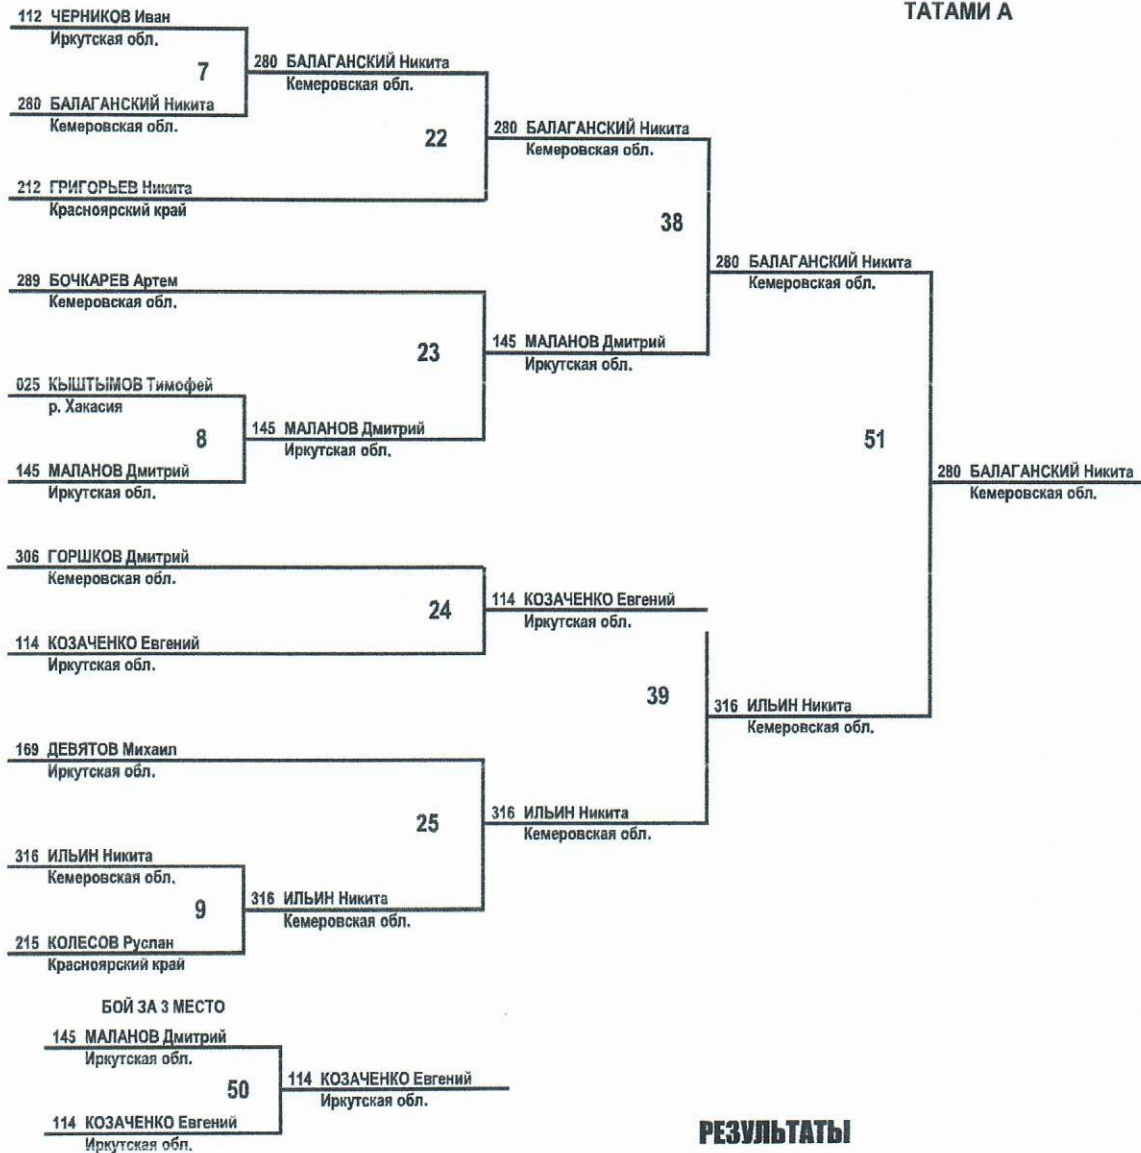 ТАТАМИ А
112 ЧЕРНИКОВ Иван
Иркутская обл.
7
280 БАЛАГАНСКИЙ Никита
Кемеровская обл.
280 БАЛАГАНСКИЙ Никита
Кемеровская обл.
22
280 БАЛАГАНСКИЙ Никита
Кемеровская обл.
212 ГРИГОРЬЕВ Никита
Красноярский край
38
280 БАЛАГАНСКИЙ Никита
Кемеровская обл.
289 БОЧКАРЕВ Артем
Кемеровская обл.
23
145 МАЛАНОВ Дмитрий
Иркутская обл.
025 КЫШТЫМОВ Тимофей
р. Хакасия
8
145 МАЛАНОВ Дмитрий
Иркутская обл.
51
145 МАЛАНОВ Дмитрий
Иркутская обл.
280 БАЛАГАНСКИЙ Никита
Кемеровская обл.
306 ГОРШКОВ Дмитрий
Кемеровская обл.
24
114 КОЗАЧЕНКО Евгений
Иркутская обл.
114 КОЗАЧЕНКО Евгений
Иркутская обл.
39
316 ИЛЬИН Никита
Кемеровская обл.
169 ДЕВЯТОВ Михаил
Иркутская обл.
25
316 ИЛЬИН Никита
Кемеровская обл.
316 ИЛЬИН Никита
Кемеровская обл.
9
316 ИЛЬИН Никита
Кемеровская обл.
215 КОЛЕСОВ Руслан
Красноярский край
БОЙ ЗА 3 МЕСТО
145 МАЛАНОВ Дмитрий
Иркутская обл.
50
114 КОЗАЧЕНКО Евгений
Иркутская обл.
114 КОЗАЧЕНКО Евгений
Иркутская обл.
РЕЗУЛЬТАТЫ